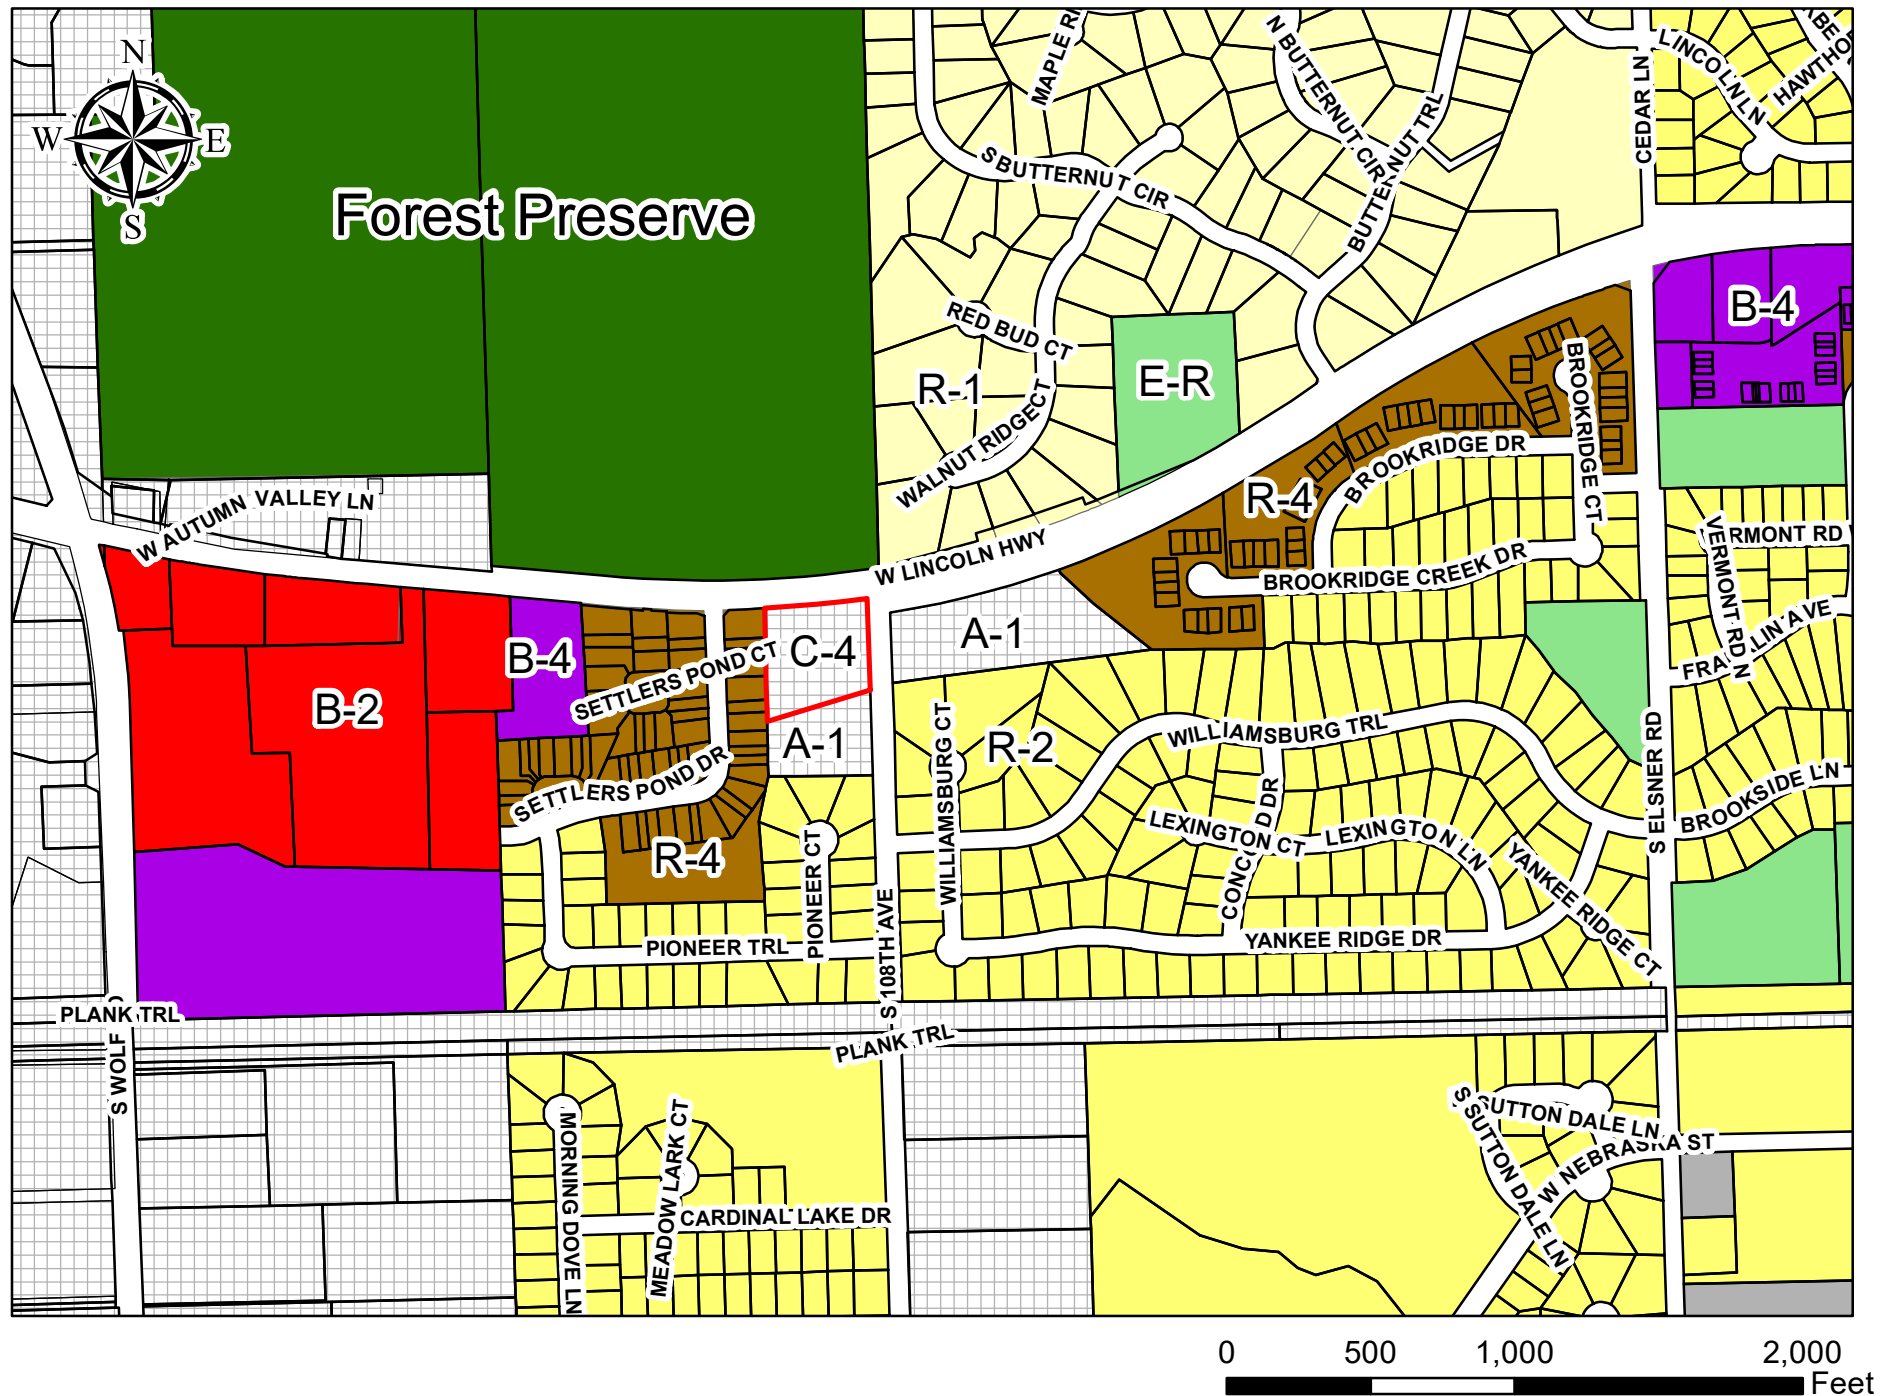 N
W
E
S
Forest Preserve
MAPLE
N BUTTERNUT CIR
BUTTERNUT TRL
S BUTTERNUT CIR
CEDAR LN
LINCOLN LN
RED BUD CT
WALNUT RIDGE CT
R-1
E-R
B-4
W AUTUMN VALLEY LN
W LINCOLN HWY
R-4
BROOKRIDGE DR
BROOKRIDGE CT
BROOKRIDGE CREEK DR
VERMONT RD
VERMONT RD N
B-4
C-4
A-1
SETTLERS POND CT
B-2
A-1
R-2
WILLIAMSBURG CT
WILLIAMSBURG TRL
S ELSNER RD
BROOKSIDE LN
SETTLERS POND DR
R-4
PIONEER CT
LEXINGTON CT
LEXINGTON LN
YANKEE RIDGE CT
PIONEER TRL
S 108TH AVE
YANKEE RIDGE DR
PLANK TRL
PLANK TRL
S WOLF
MORNING DOVE LN
MEADOW LARK CT
CARDINAL LAKE DR
S SUTTON DALE LN
SUTTON DALE LN
W NEBRASKA ST
0 500 1,000 2,000
Feet